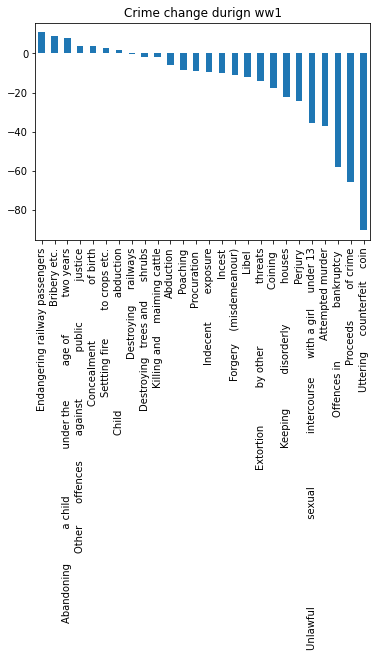 Crime change durign ww1
0
−20
−40
−60
−80
Endangering railway passengers
Bribery etc.
Abandoning a child under the age of two years
Other offences against public justice
Concealment of birth
Settting fire to crops etc.
Child abduction
Destroying railways
Destroying trees and shrubs
Killing and maiming cattle
Abduction
Poaching
Procuration
Indecent exposure
Incest
Forgery (misdemeanour)
Libel
Extortion by other threats
Coining
Keeping disorderly houses
Perjury
Unlawful sexual intercourse with a girl under 13
Attempted murder
Offences in bankruptcy
Proceeds of crime
Uttering counterfeit coin